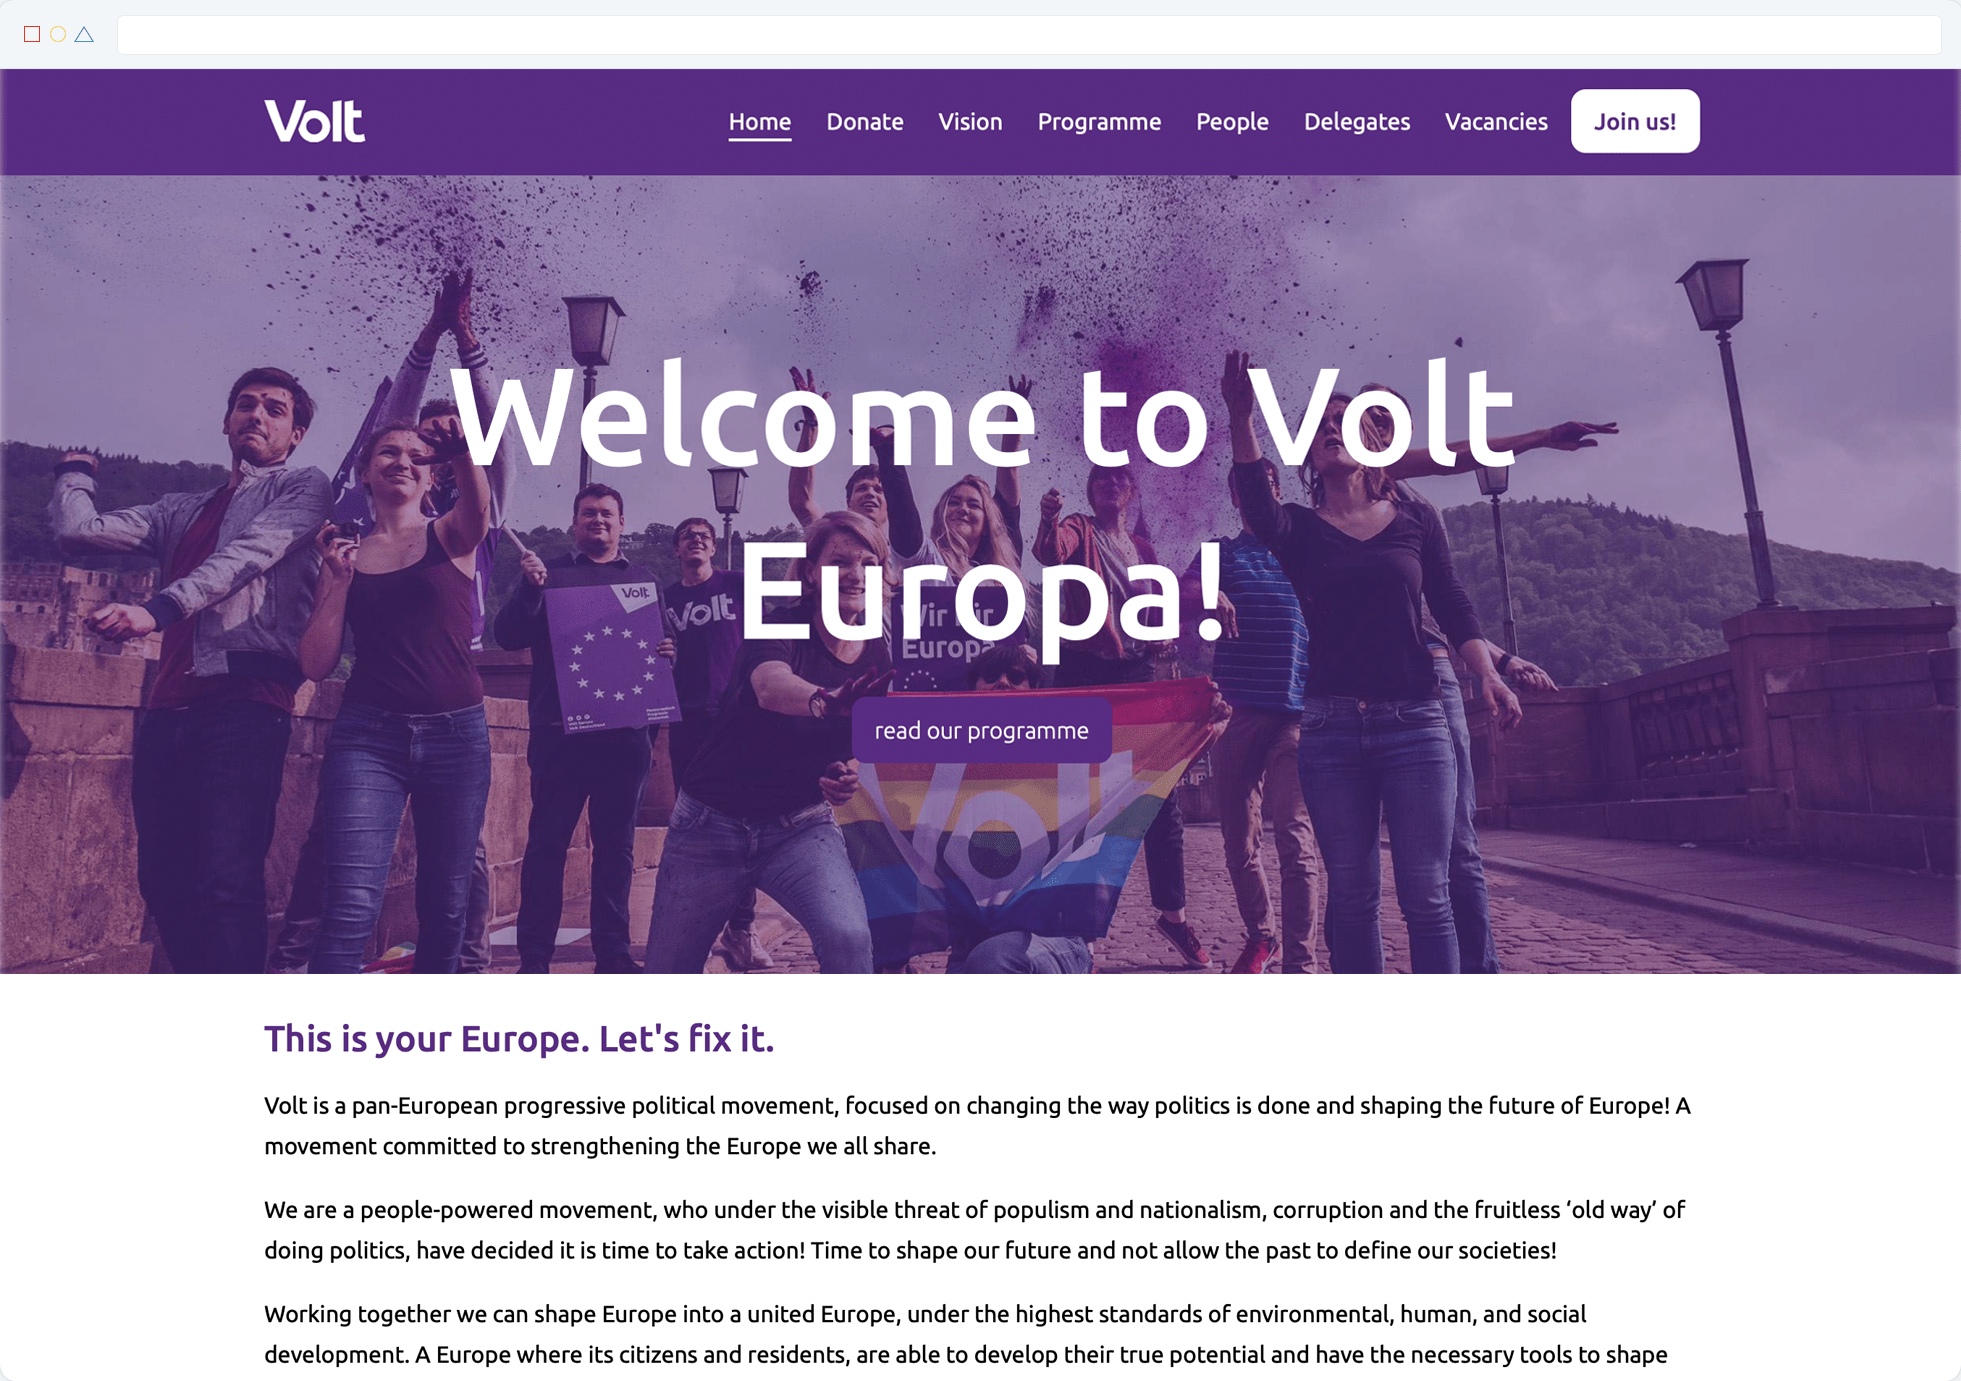 Volt
Home Donate Vision Programme People Delegates Vacancies Join us!
Welcome to Volt
Europa!
Volt
Volt
Europa
read our programme
Volt
This is your Europe. Let's fix it.
Volt is a pan-European progressive political movement, focused on changing the way politics is done and shaping the future of Europe! A
movement committed to strengthening the Europe we all share.
We are a people-powered movement, who under the visible threat of populism and nationalism, corruption and the fruitless ‘old way’ of
doing politics, have decided it is time to take action! Time to shape our future and not allow the past to define our societies!
Working together we can shape Europe into a united Europe, under the highest standards of environmental, human, and social
development. A Europe where its citizens and residents, are able to develop their true potential and have the necessary tools to shape